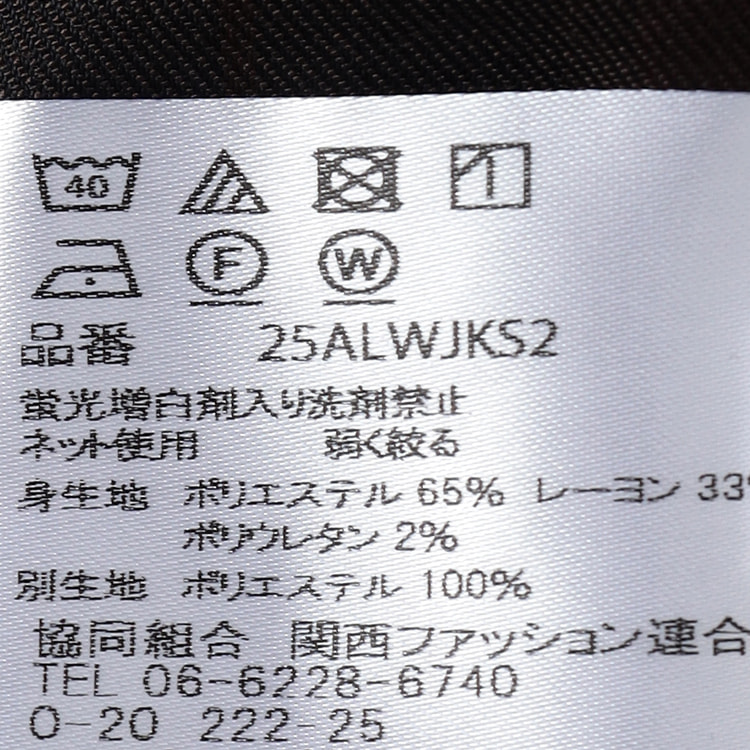 40
F W
品番 25ALWJKS2
蛍光増白剤入り洗剤禁止
ネット使用 弱く絞る
身生地 ポリエステル 65% レーヨン 33
ポリウレタン 2%
別生地 ポリエステル 100%
協同組合 関西ファッション連合
TEL 06-6228-6740
O-20 222-25